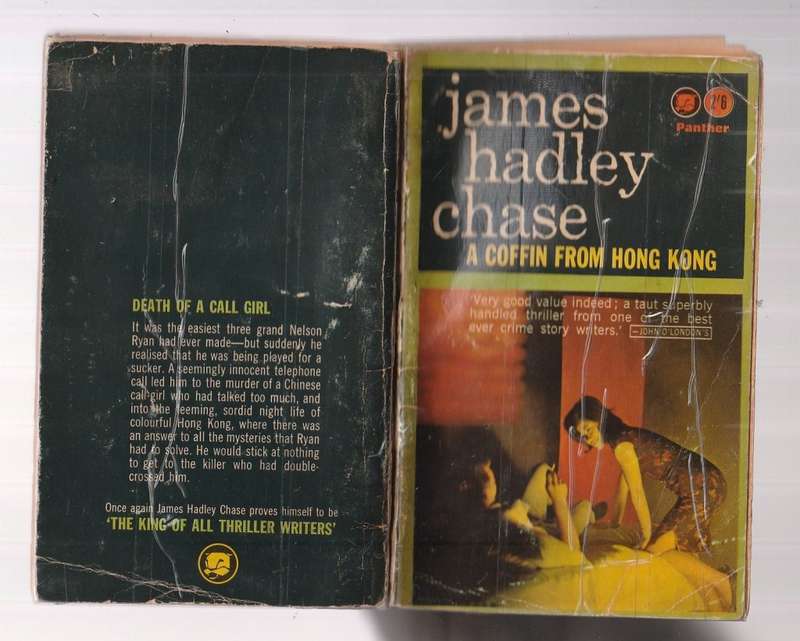 DEATH OF A CALL GIRL
It was the easiest three grand Nelson
Ryan had ever made—but suddenly he
realised that he was being played for a
sucker. A seemingly innocent telephone
call led him to the murder of a Chinese
call-girl who had talked too much, and
into the teeming, sordid night life of
colourful Hong Kong, where there was
an answer to all the mysteries that Ryan
had to solve. He would stick at nothing
to get to the killer who had double-
crossed him.
Once again James Hadley Chase proves himself to be
'THE KING OF ALL THRILLER WRITERS'
james
hadley
chase
2'6
Panther
A COFFIN FROM HONG KONG
'Very good value indeed; a taut superbly
handled thriller from one of the best
ever crime story writers.' —JOHN O'LONDON'S